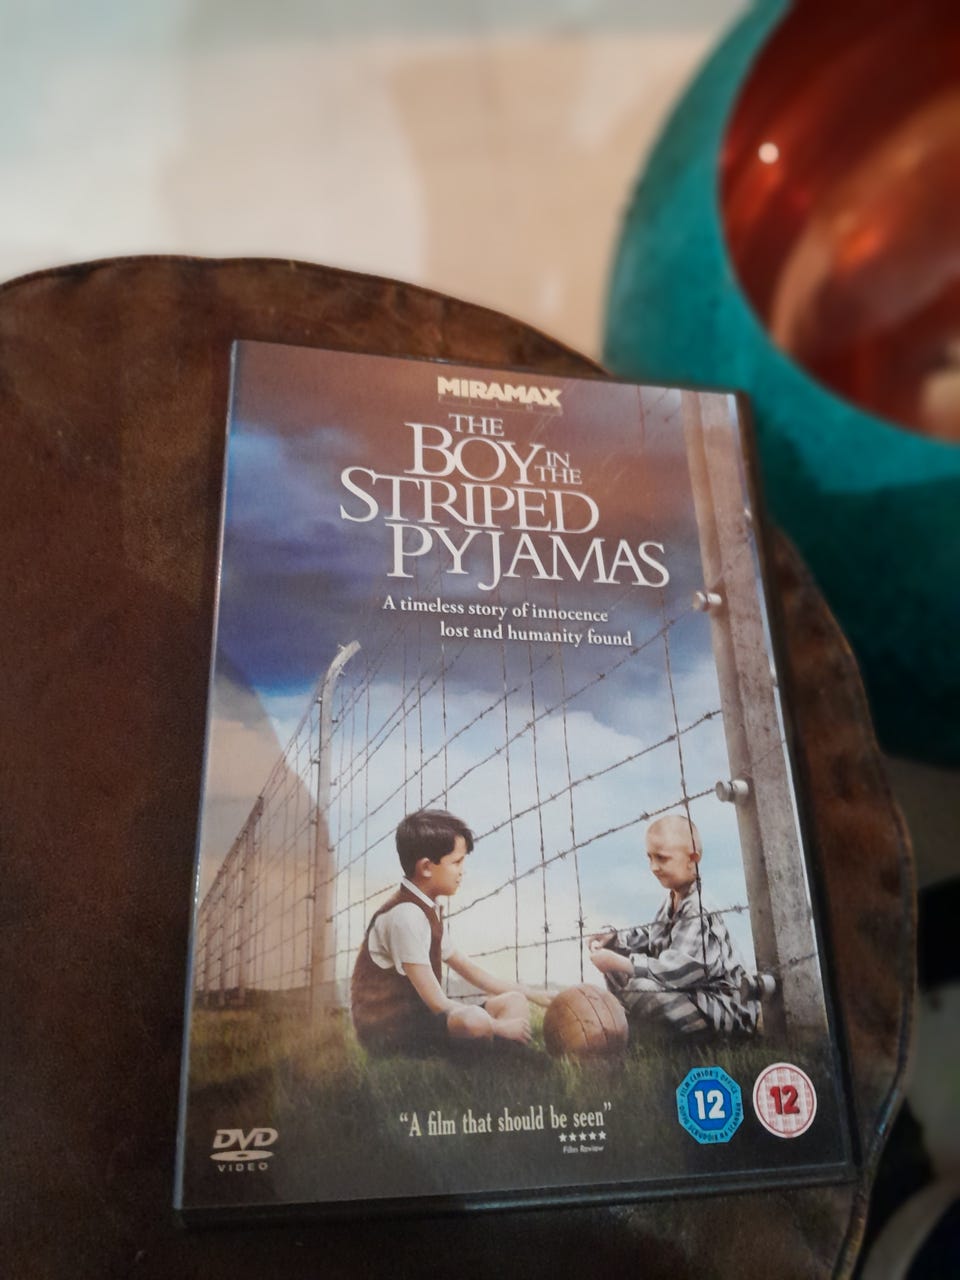 MIRAMAX
THE
BOY IN THE
STRIPED
PYJAMAS
A timeless story of innocence
lost and humanity found
"A film that should be seen"
★★★★★
Film Review
12
12
DVD
VIDEO